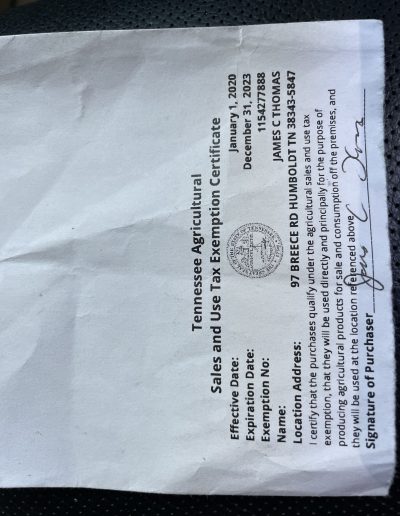 Tennessee Agricultural
Sales and Use Tax Exemption Certificate
Effective Date: January 1, 2020
Expiration Date: December 31, 2023
Exemption No: 1154277888
Name: JAMES C THOMAS
Location Address: 97 BREECE RD HUMBOLDT TN 38343-5847
I certify that the purchases qualify under the agricultural sales and use tax
exemption, that they will be used directly and principally for the purpose of
producing agricultural products for sale and consumption off the premises, and
they will be used at the location referenced above
Signature of Purchaser